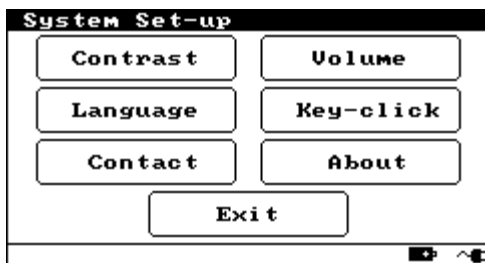 System Set-up
Contrast Volume
Language Key-click
Contact About
Exit